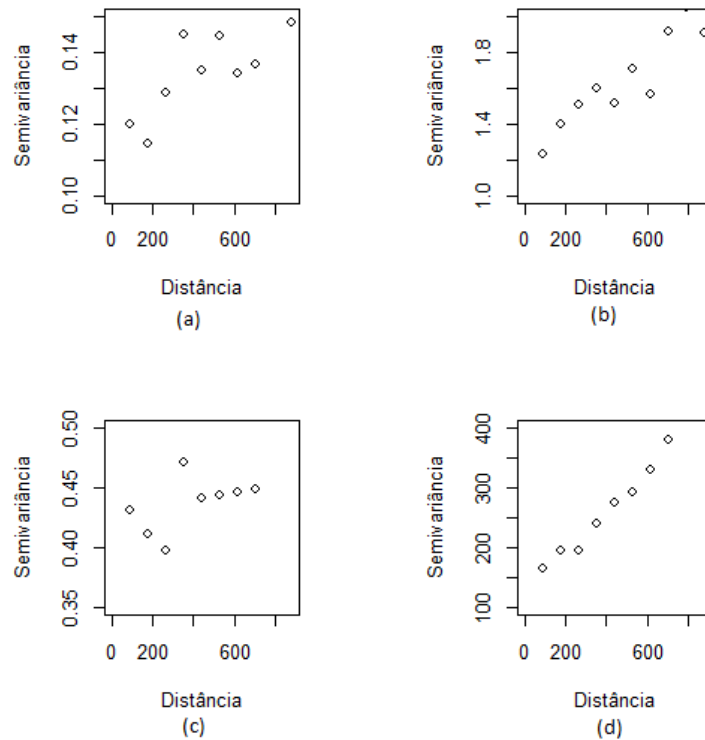 Semivariância
0.10
0.12
0.14
0
200
600
Distância
(a)
Semivariância
1.0
1.4
1.8
0
200
600
Distância
(b)
Semivariância
0.35
0.40
0.45
0.50
0
200
600
Distância
(c)
Semivariância
100
200
300
400
0
200
600
Distância
(d)